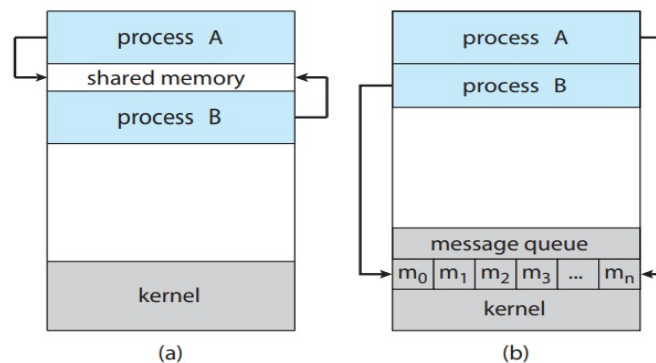 process A
shared memory
process B
kernel
(a)
process A
process B
message queue
m₀ m₁ m₂ m₃ ... mₙ
kernel
(b)